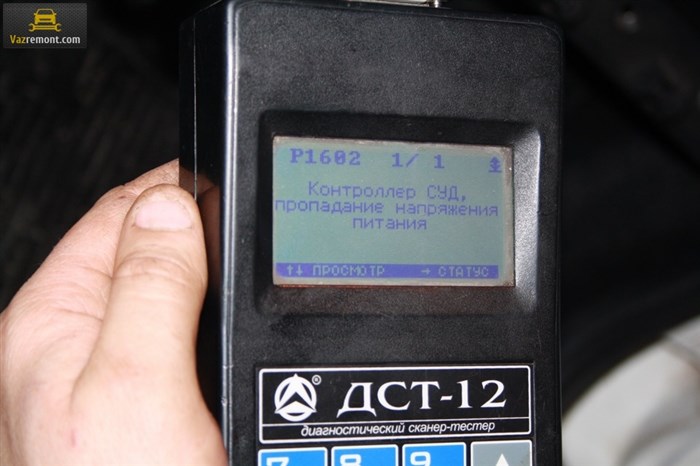 Vazremont.com
P1602 1/ 1
Контроллер СУД,
пропадание напряжения
питания
↑↓ ПРОСМОТР → СТАТУС
® ДСТ-12
диагностический сканер-тестер
7 8 9